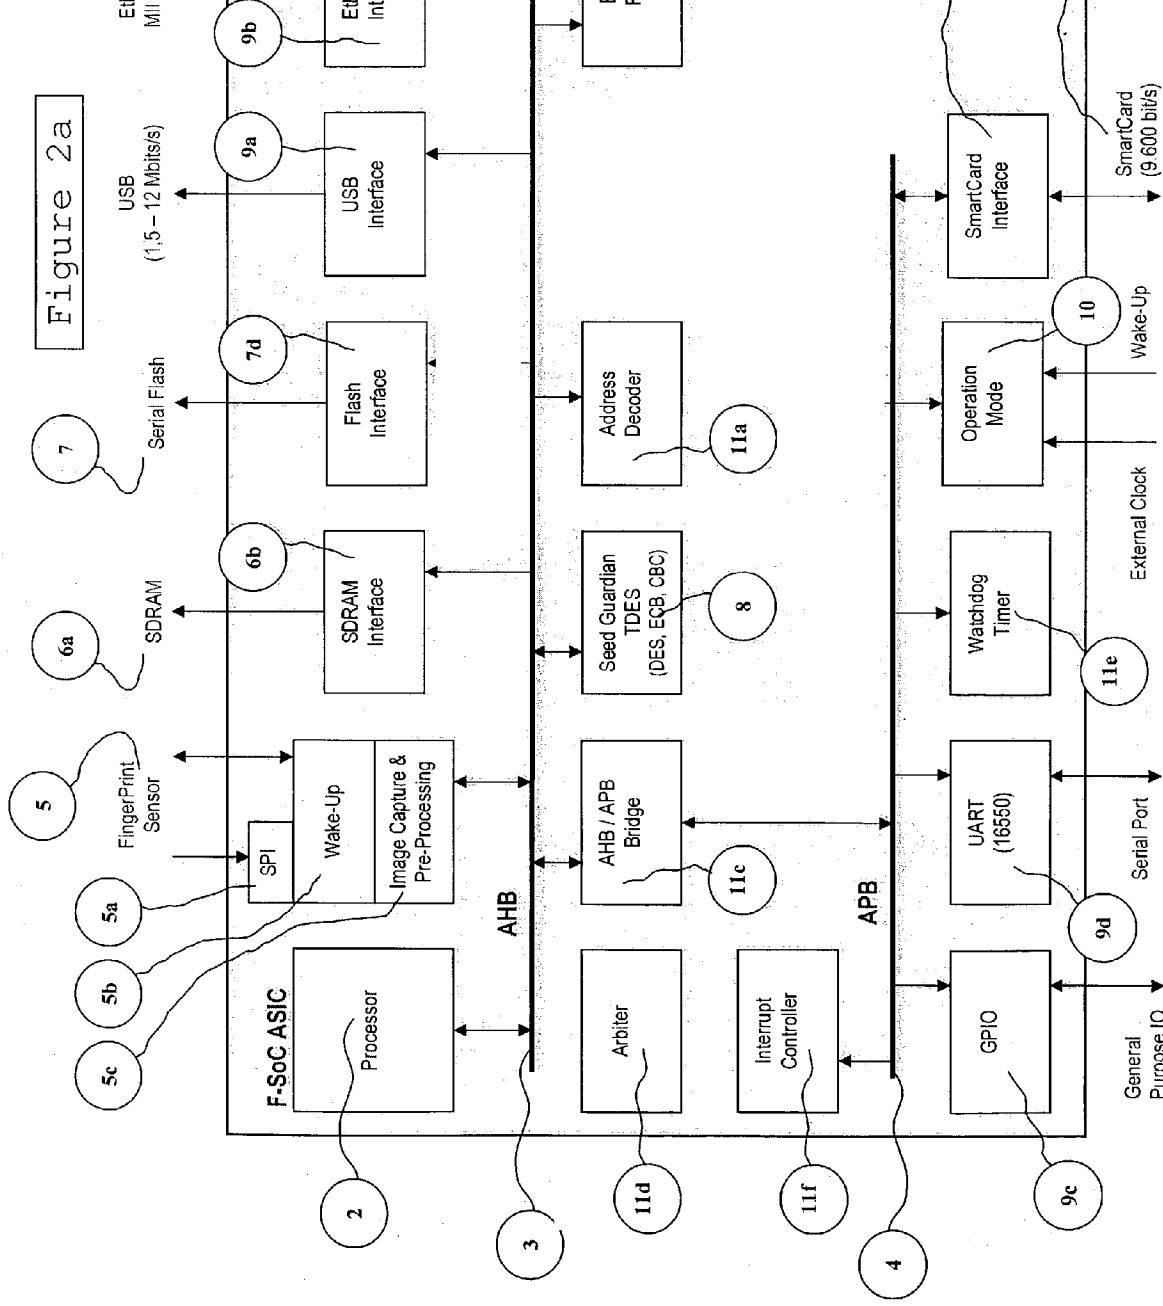 Figure 2a
5
FingerPrint
Sensor
6a
SDRAM
7
Serial Flash
USB
(1,5 – 12 Mbits/s)
MII
5a
5b
5c
F-SoC ASIC
Processor
2
SPI
Wake-Up
Image Capture &
Pre-Processing
6b
SDRAM
Interface
7d
Flash
Interface
9a
USB
Interface
9b
AHB
3
Arbiter
11d
AHB / APB
Bridge
11c
Seed Guardian
TDES
(DES, ECB, CBC)
8
Address
Decoder
11a
Interrupt
Controller
11f
APB
4
GPIO
9c
UART
(16550)
9d
Watchdog
Timer
11e
Operation
Mode
10
SmartCard
Interface
General
Purpose IO
Serial Port
External Clock
Wake-Up
SmartCard
(9.600 bit/s)